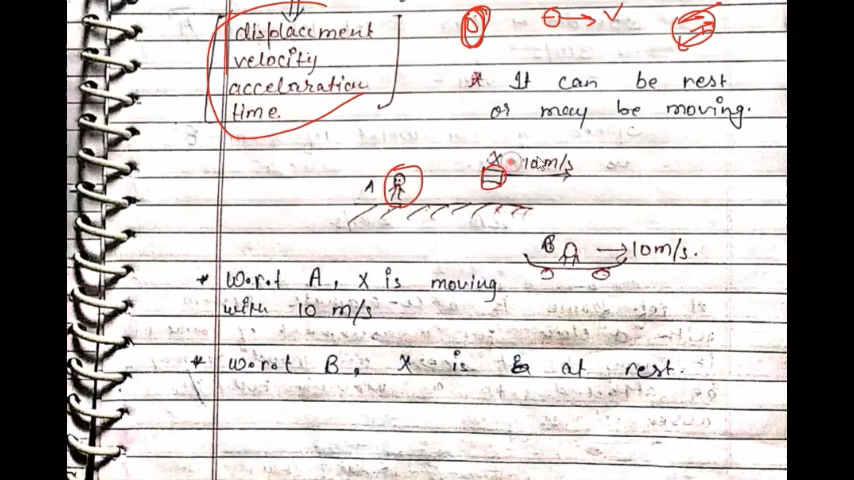 displacement
velocity
accelaration
time.
V
* It can be rest
or may be moving.
X 10m/s
A
B → 10m/s.
* w.r.t A, X is moving
with 10 m/s
* w.r.t B, X is at rest.